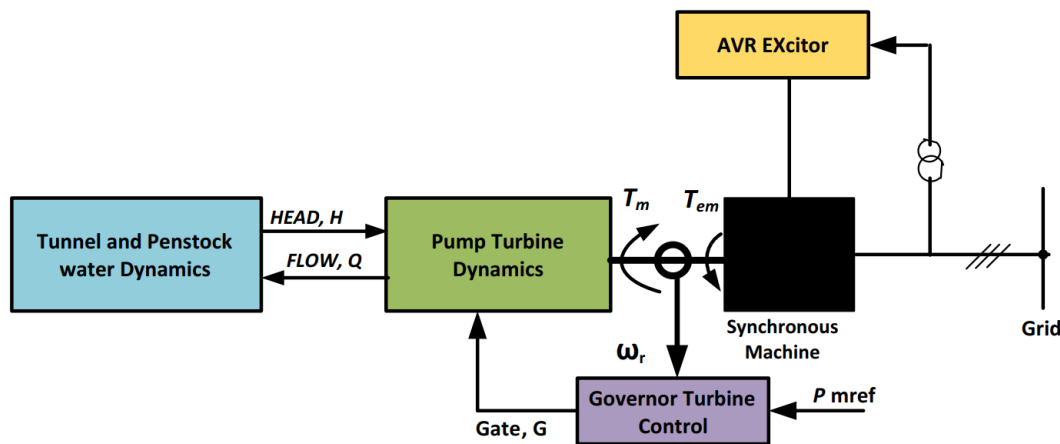 AVR EXcitor
Tunnel and Penstock
water Dynamics
HEAD, H
FLOW, Q
Pump Turbine
Dynamics
Tm
Tem
Synchronous
Machine
Grid
ωr
Governor Turbine
Control
P mref
Gate, G